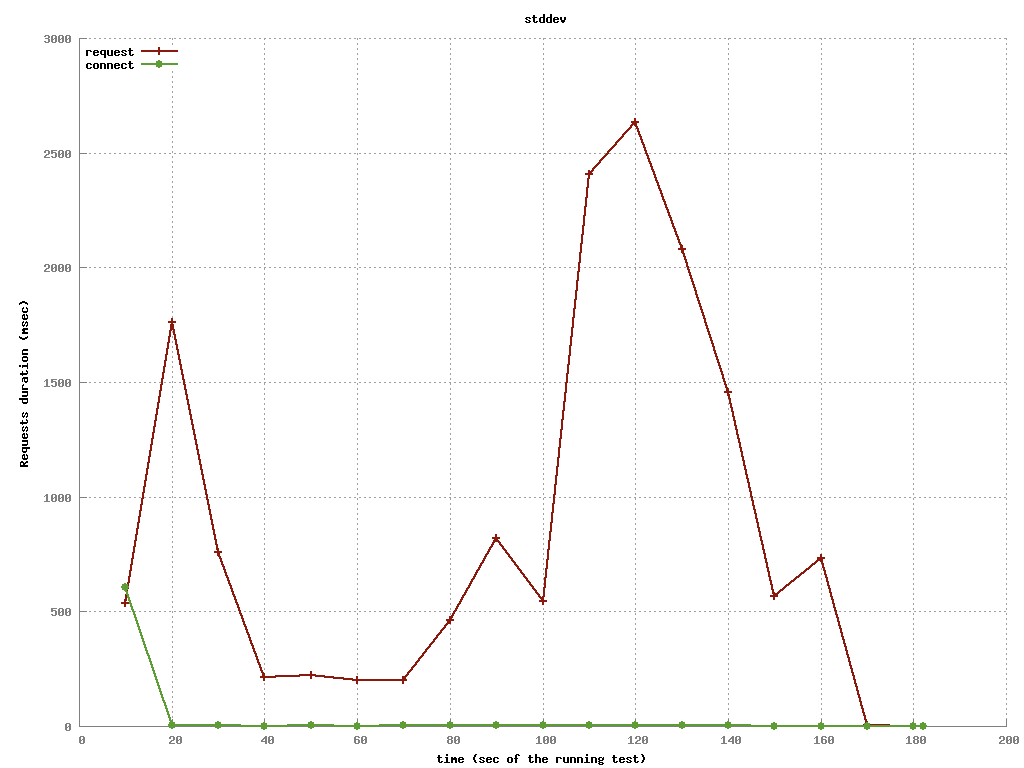 stddev
request
connect
3000
2500
2000
1500
1000
500
0
Requests duration (msec)
0 20 40 60 80 100 120 140 160 180 200
time (sec of the running test)